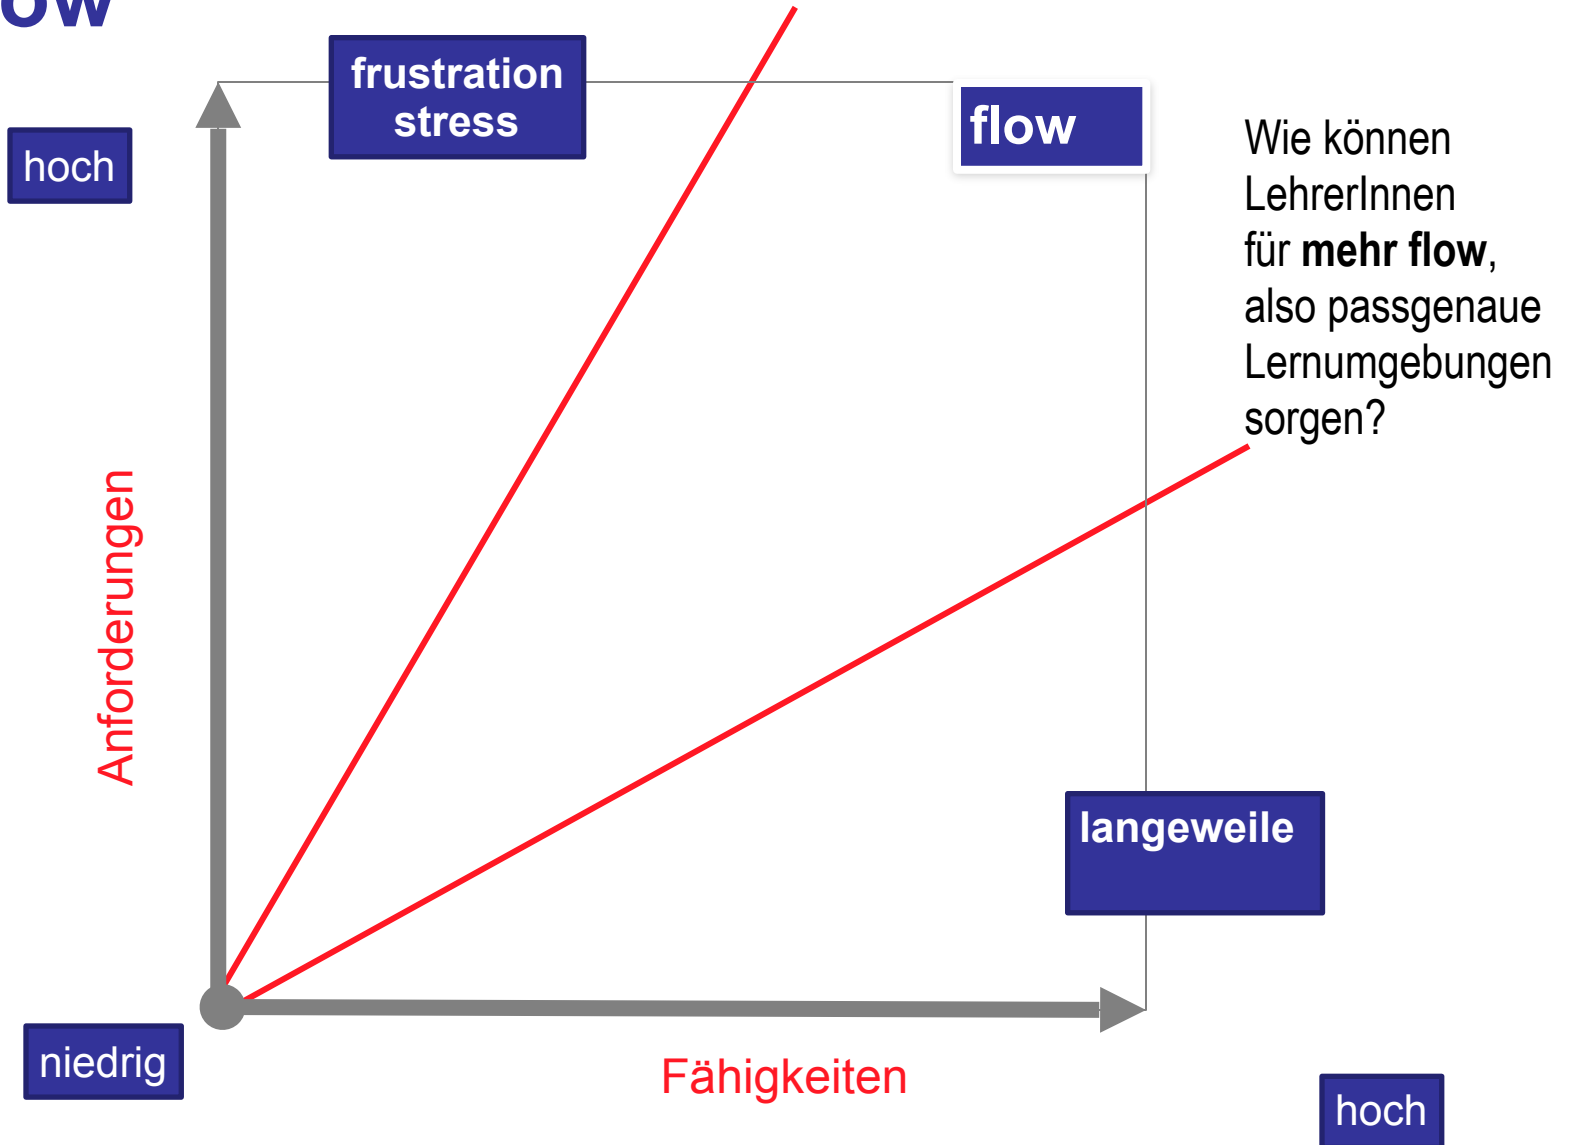 ow
frustration
stress
flow
hoch
Wie können
LehrerInnen
für mehr flow,
also passgenaue
Lernumgebungen
sorgen?
Anforderungen
langeweile
niedrig
Fähigkeiten
hoch